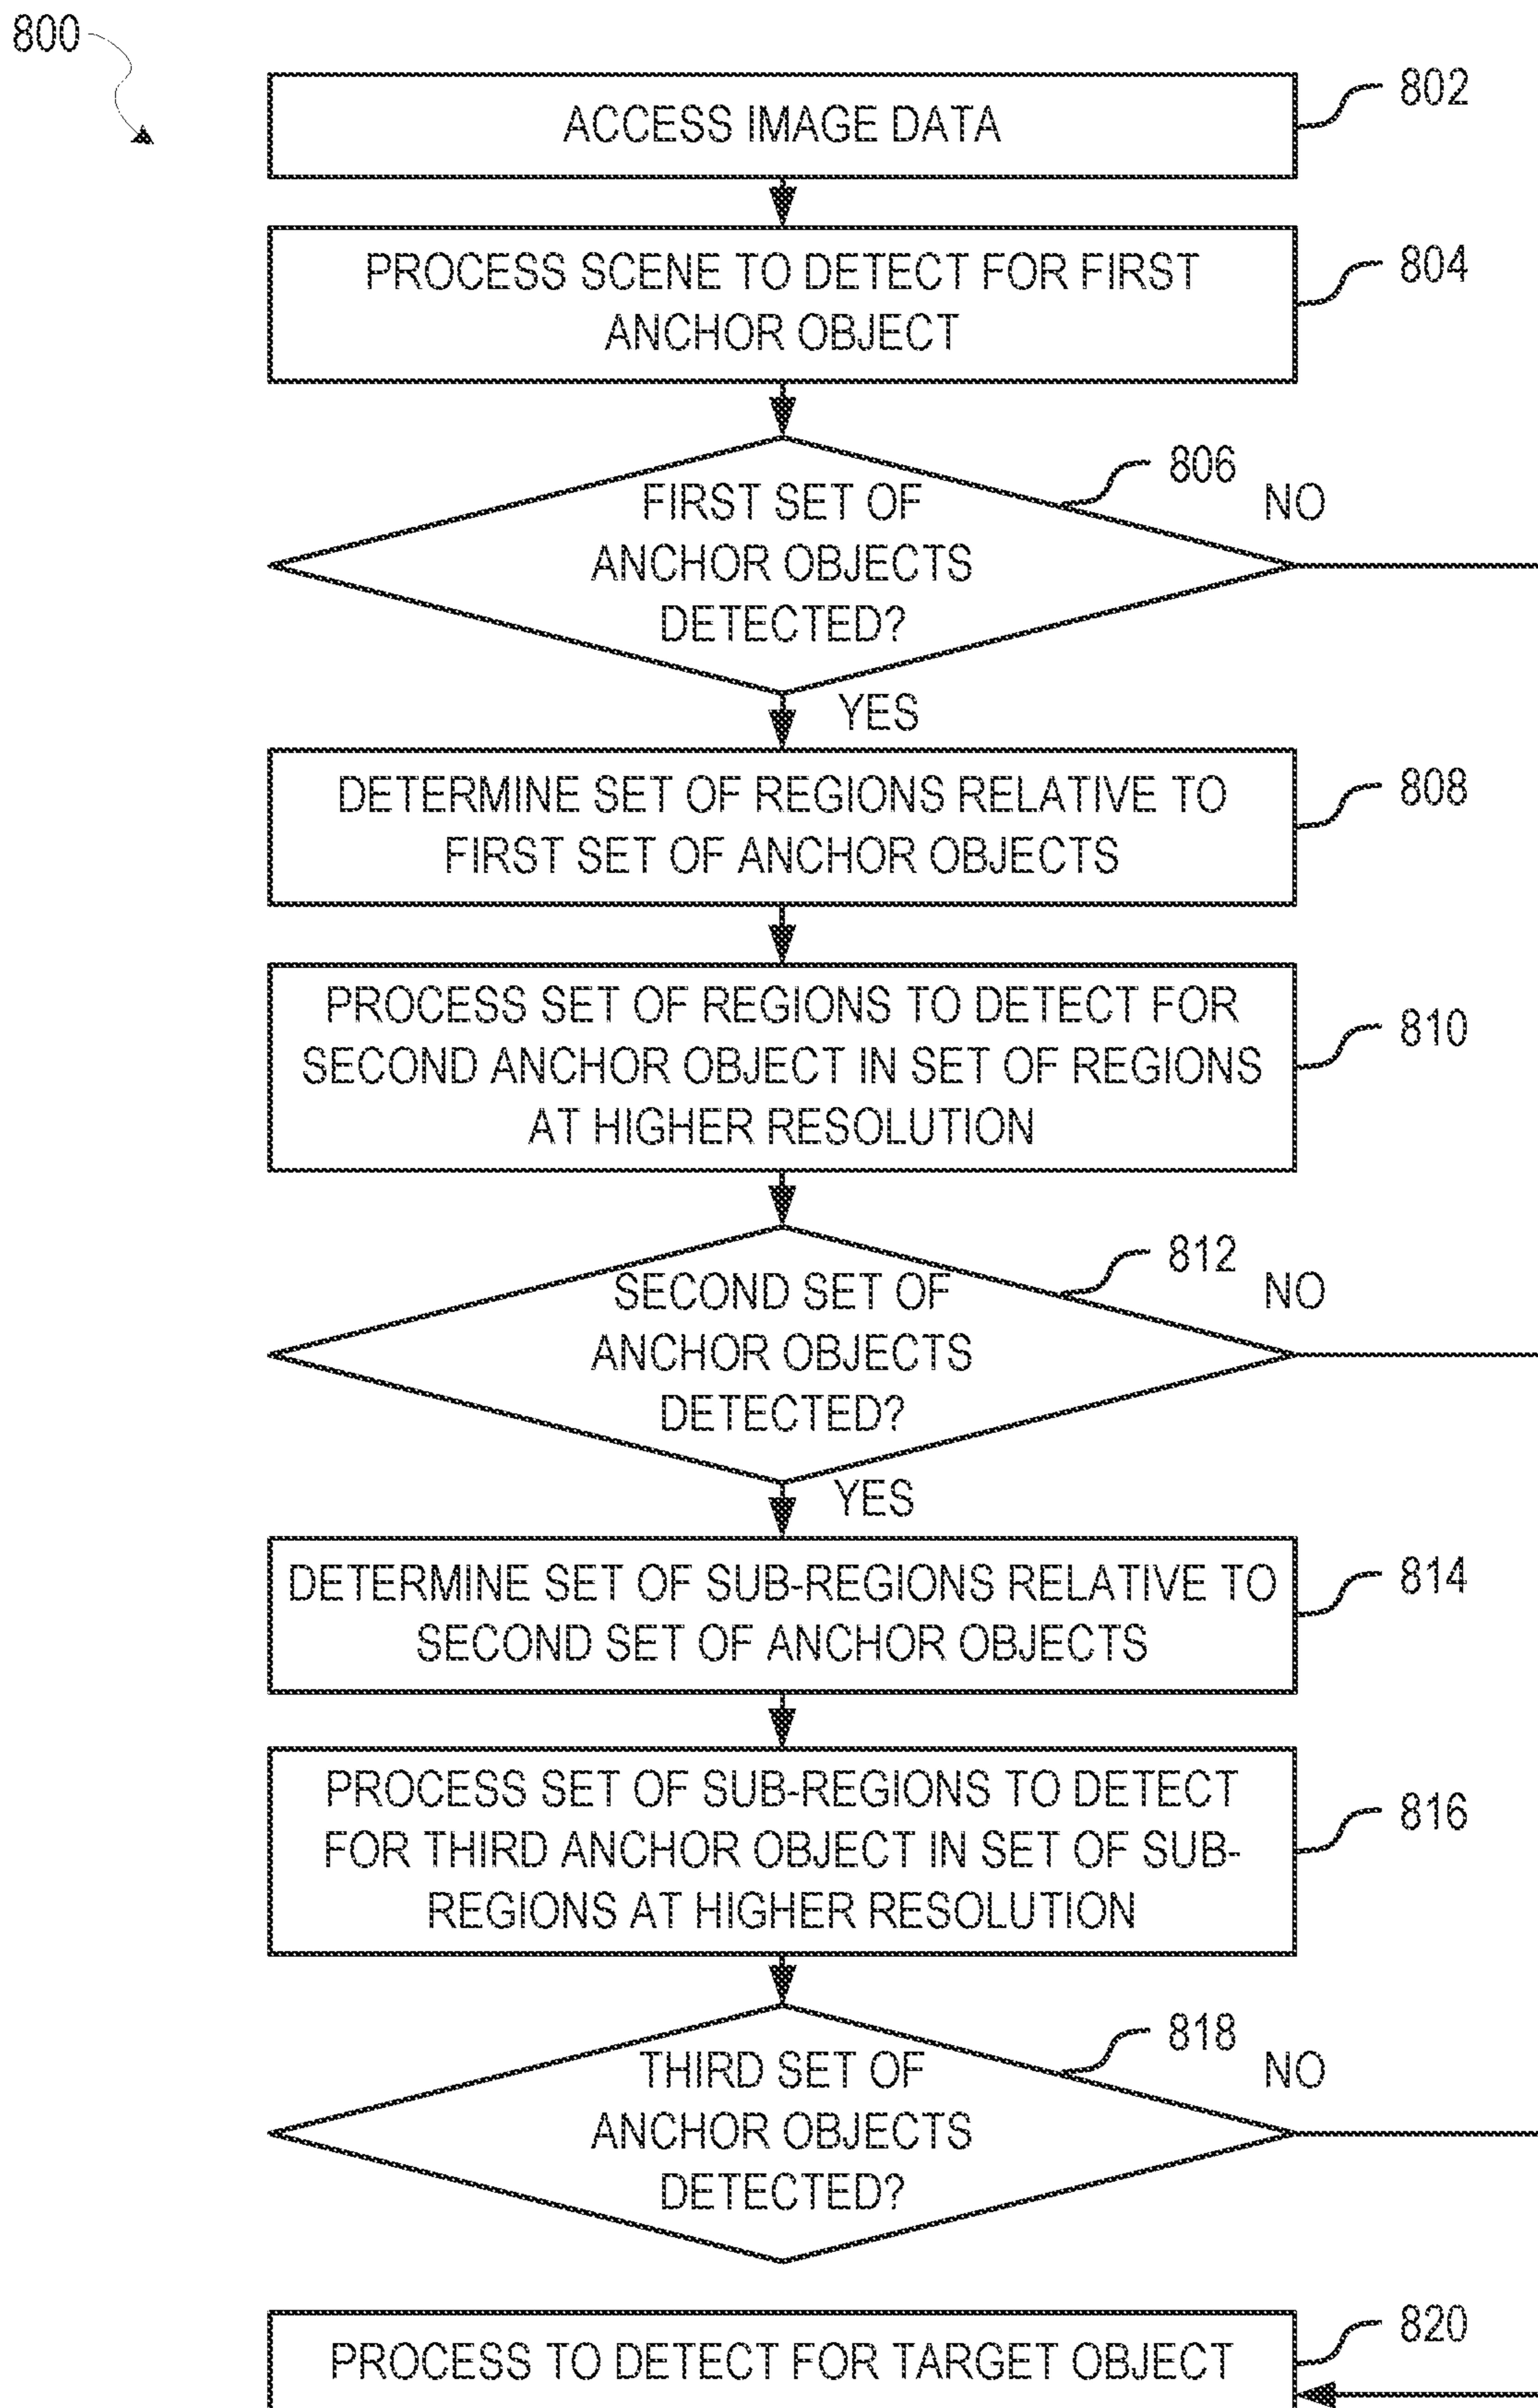 800
802
ACCESS IMAGE DATA
804
PROCESS SCENE TO DETECT FOR FIRST
ANCHOR OBJECT
806
NO
FIRST SET OF
ANCHOR OBJECTS
DETECTED?
YES
808
DETERMINE SET OF REGIONS RELATIVE TO
FIRST SET OF ANCHOR OBJECTS
810
PROCESS SET OF REGIONS TO DETECT FOR
SECOND ANCHOR OBJECT IN SET OF REGIONS
AT HIGHER RESOLUTION
812
NO
SECOND SET OF
ANCHOR OBJECTS
DETECTED?
YES
814
DETERMINE SET OF SUB-REGIONS RELATIVE TO
SECOND SET OF ANCHOR OBJECTS
816
PROCESS SET OF SUB-REGIONS TO DETECT
FOR THIRD ANCHOR OBJECT IN SET OF SUB-
REGIONS AT HIGHER RESOLUTION
818
NO
THIRD SET OF
ANCHOR OBJECTS
DETECTED?
820
PROCESS TO DETECT FOR TARGET OBJECT